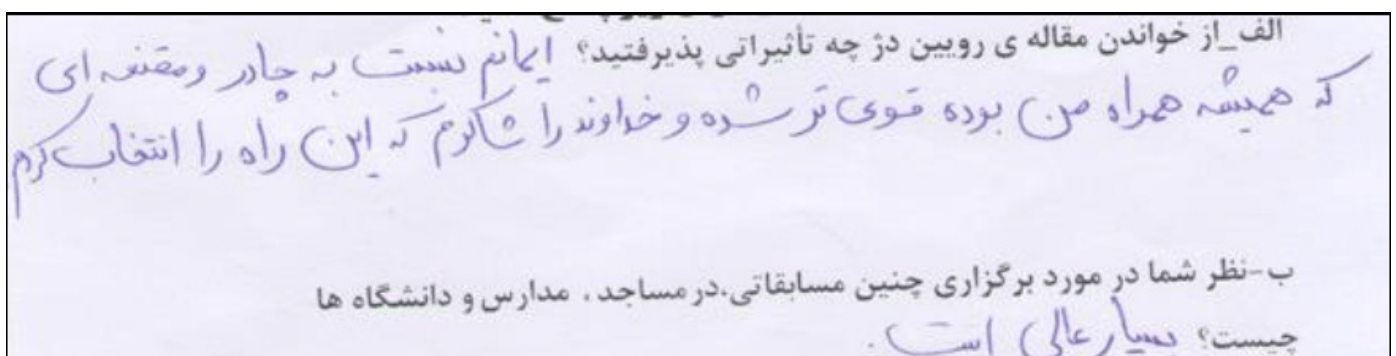 الف_از خواندن مقاله ی رویین دژ چه تأثیراتی پذیرفتید؟ ایمانم نسبت به چادر و مقنعه ای
که همیشه همراه من بوده قوی تر شده و خداوند را شاکرم که این راه را انتخاب کردم
ب-نظر شما در مورد برگزاری چنین مسابقاتی.در مساجد ، مدارس و دانشگاه ها
چیست؟ بسیار عالی است .